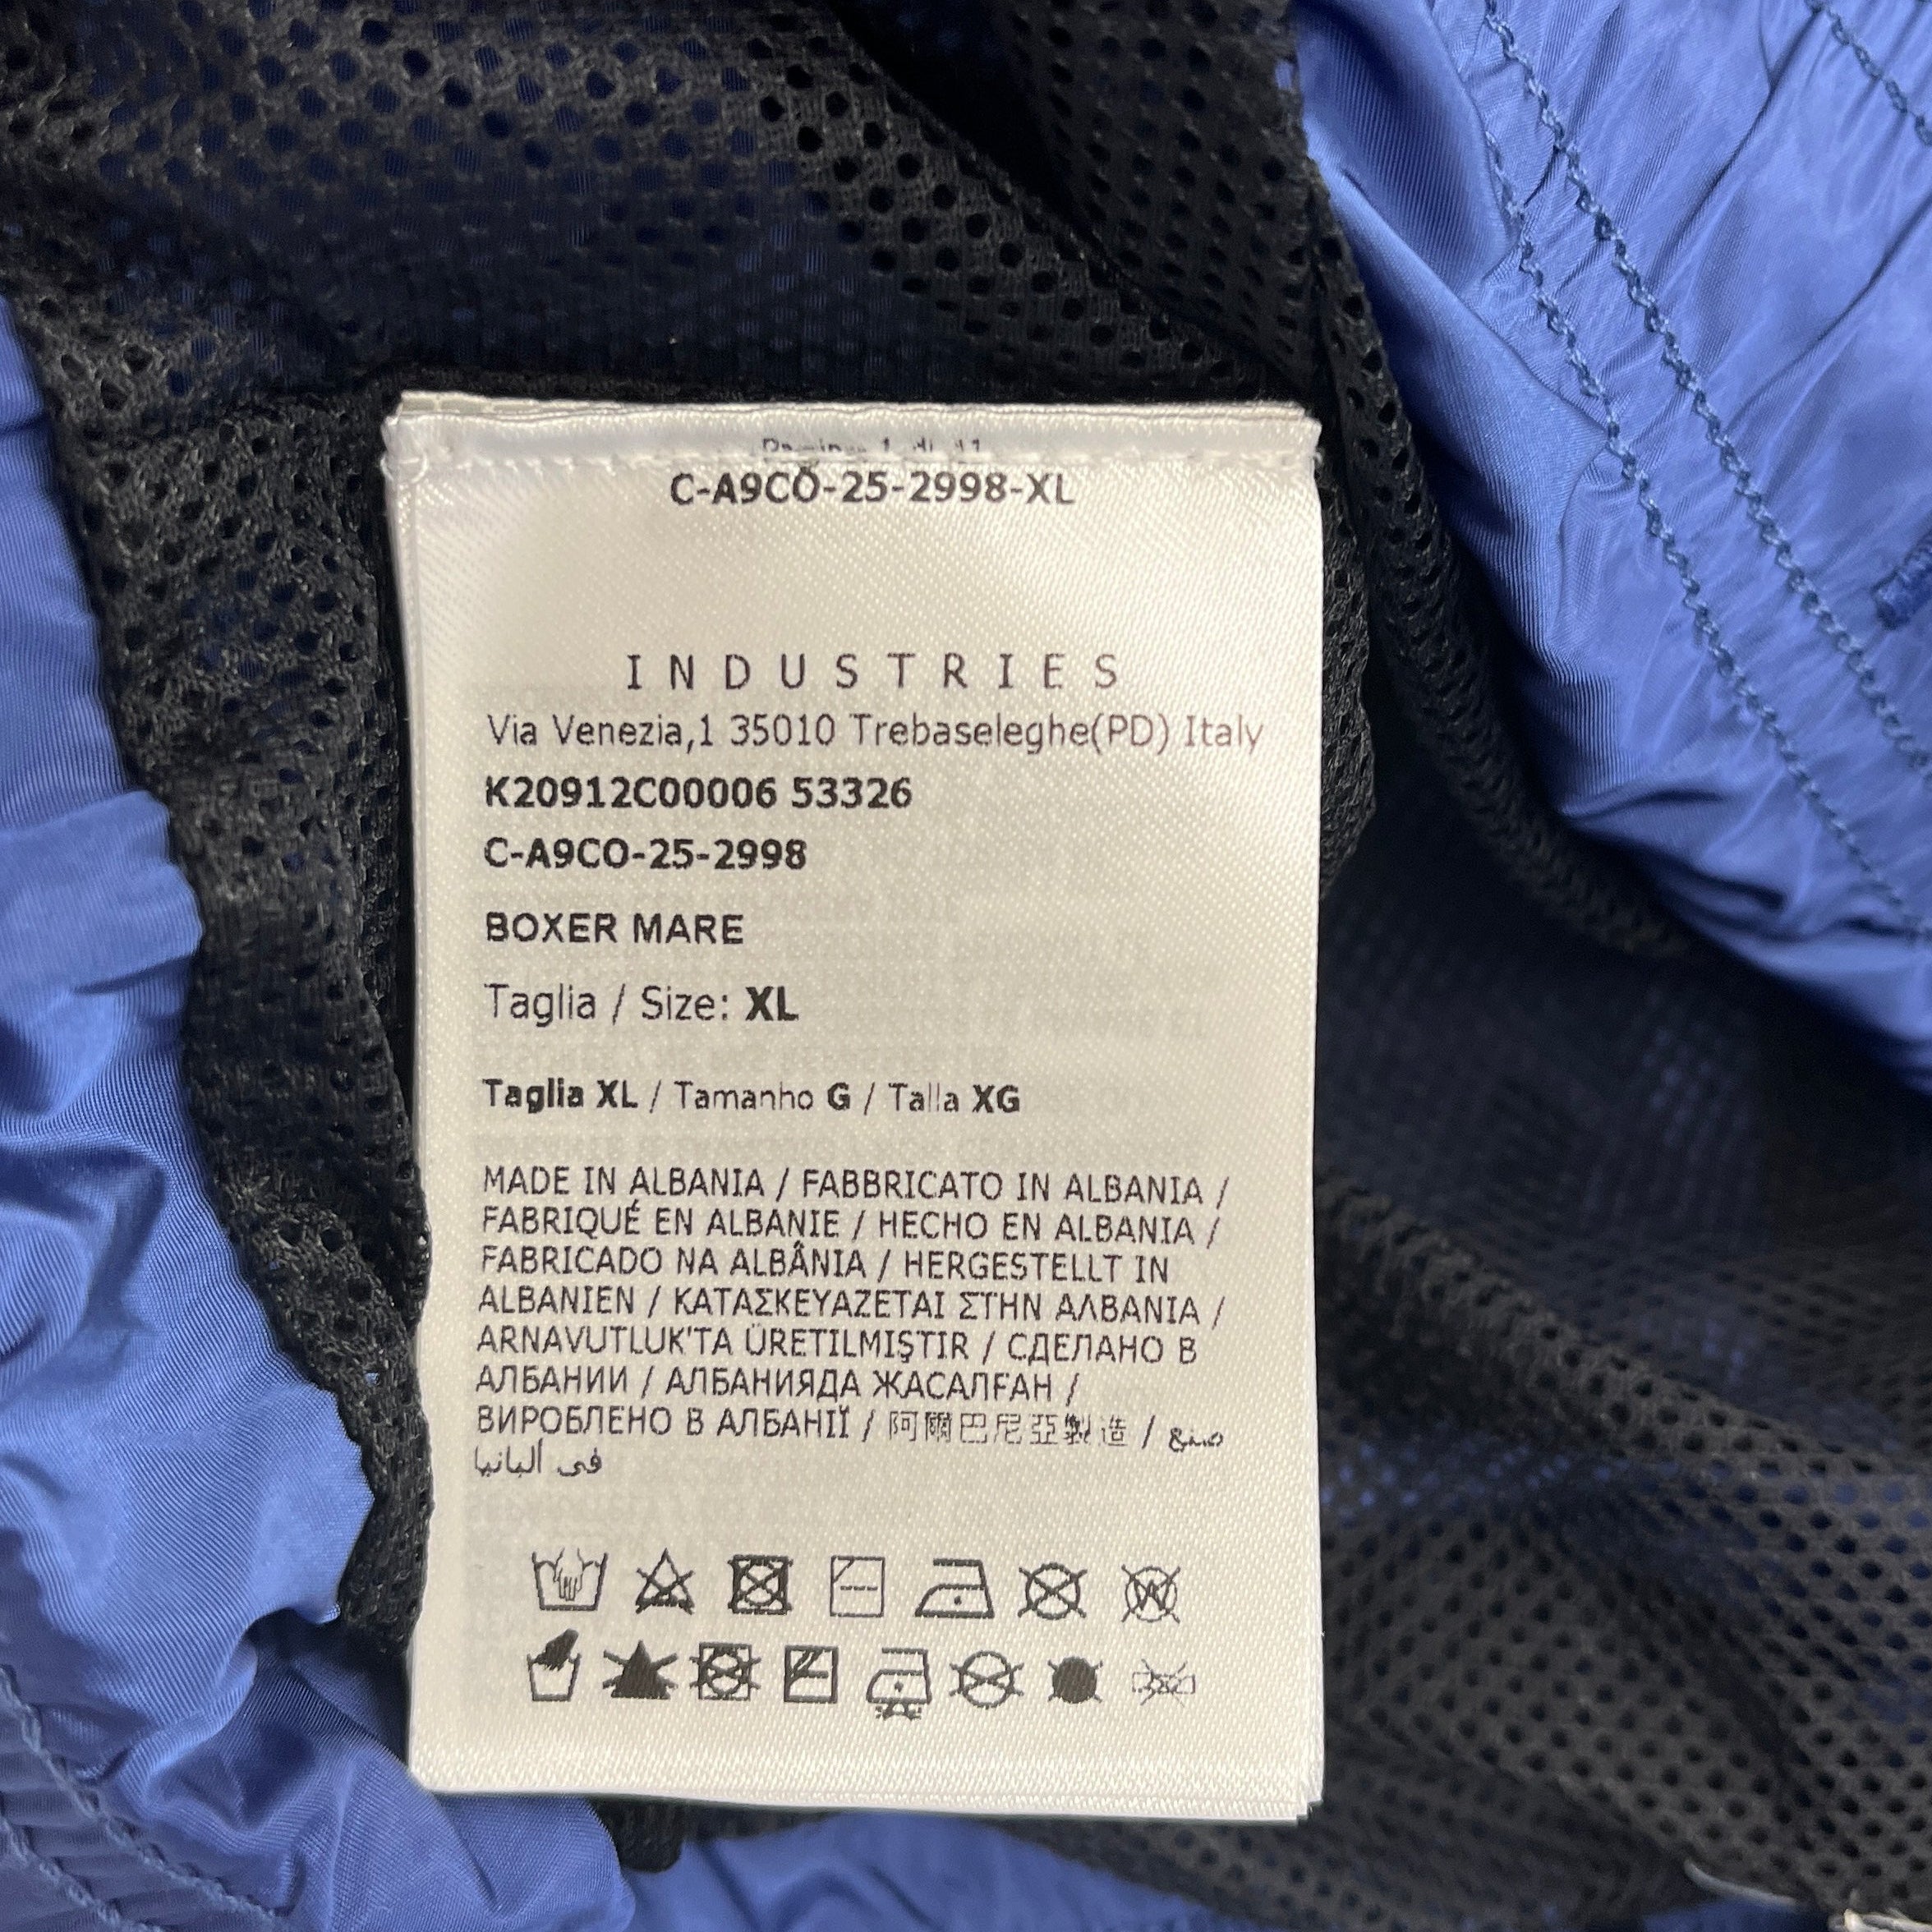 C-A9CO-25-2998-XL
INDUSTRIES
Via Venezia,1 35010 Trebaseleghe(PD) Italy
K20912C00006 53326
C-A9CO-25-2998
BOXER MARE
Taglia / Size: XL
Taglia XL / Tamanho G / Talla XG
MADE IN ALBANIA / FABBRICATO IN ALBANIA /
FABRIQUÉ EN ALBANIE / HECHO EN ALBANIA /
FABRICADO NA ALBÂNIA / HERGESTELLT IN
ALBANIEN / ΚΑΤΑΣΚΕΥΑΖΕΤΑΙ ΣΤΗΝ ΑΛΒΑΝΙΑ /
ARNAVUTLUK'TA ÜRETILMIŞTIR / СДЕЛАНО В
АЛБАНИИ / АЛБАНИЯДА ЖАСАЛҒАН /
ВИРОБЛЕНО В АЛБАНІЇ / 阿爾巴尼亞製造 / صنع
في ألبانيا
W